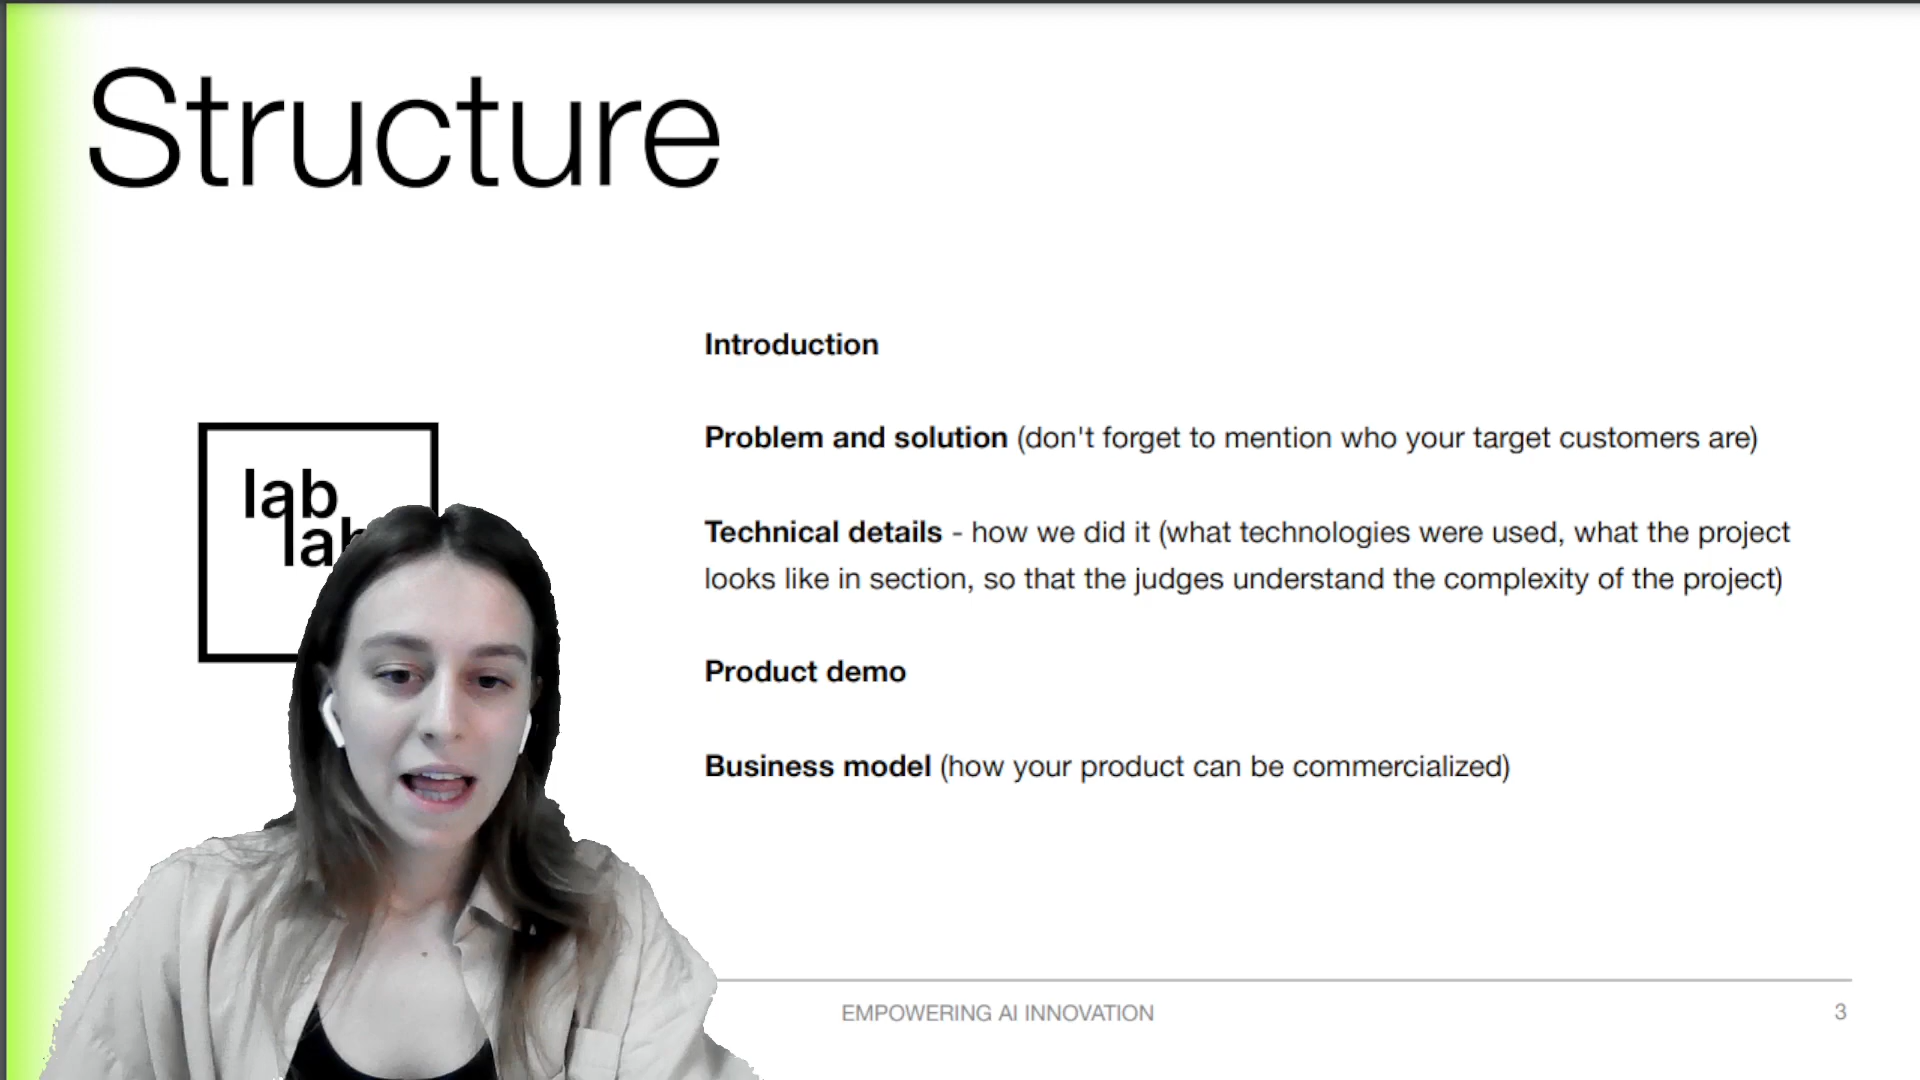 Structure
lab
Introduction
Problem and solution (don't forget to mention who your target customers are)
Technical details - how we did it (what technologies were used, what the project
looks like in section, so that the judges understand the complexity of the project)
Product demo
Business model (how your product can be commercialized)
EMPOWERING AI INNOVATION
3